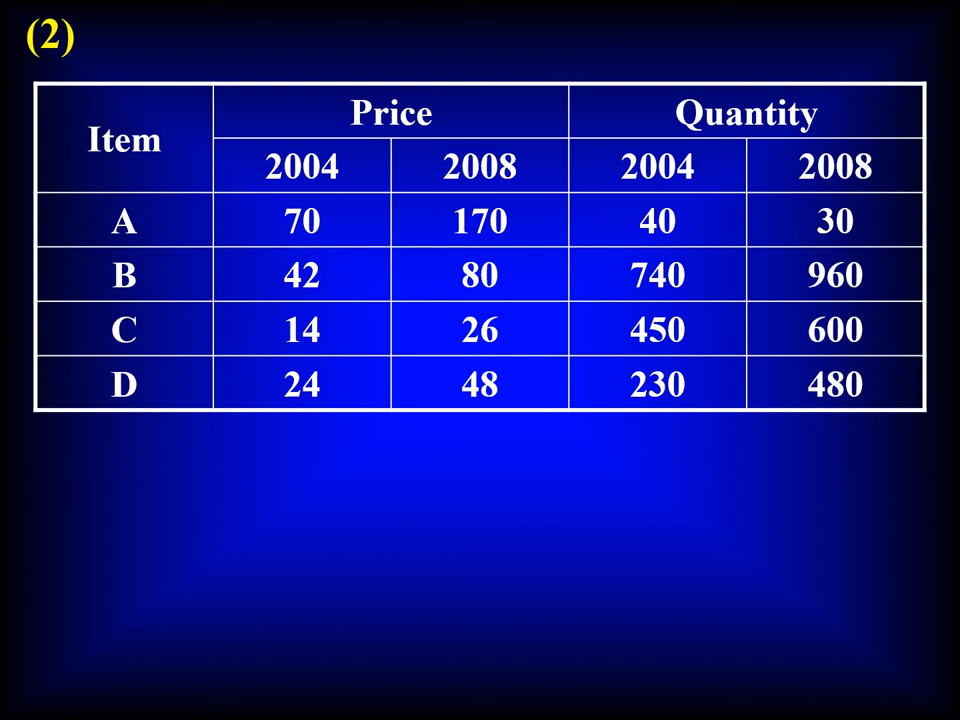 (2)
Item Price Quantity
2004 2008 2004 2008
A 70 170 40 30
B 42 80 740 960
C 14 26 450 600
D 24 48 230 480